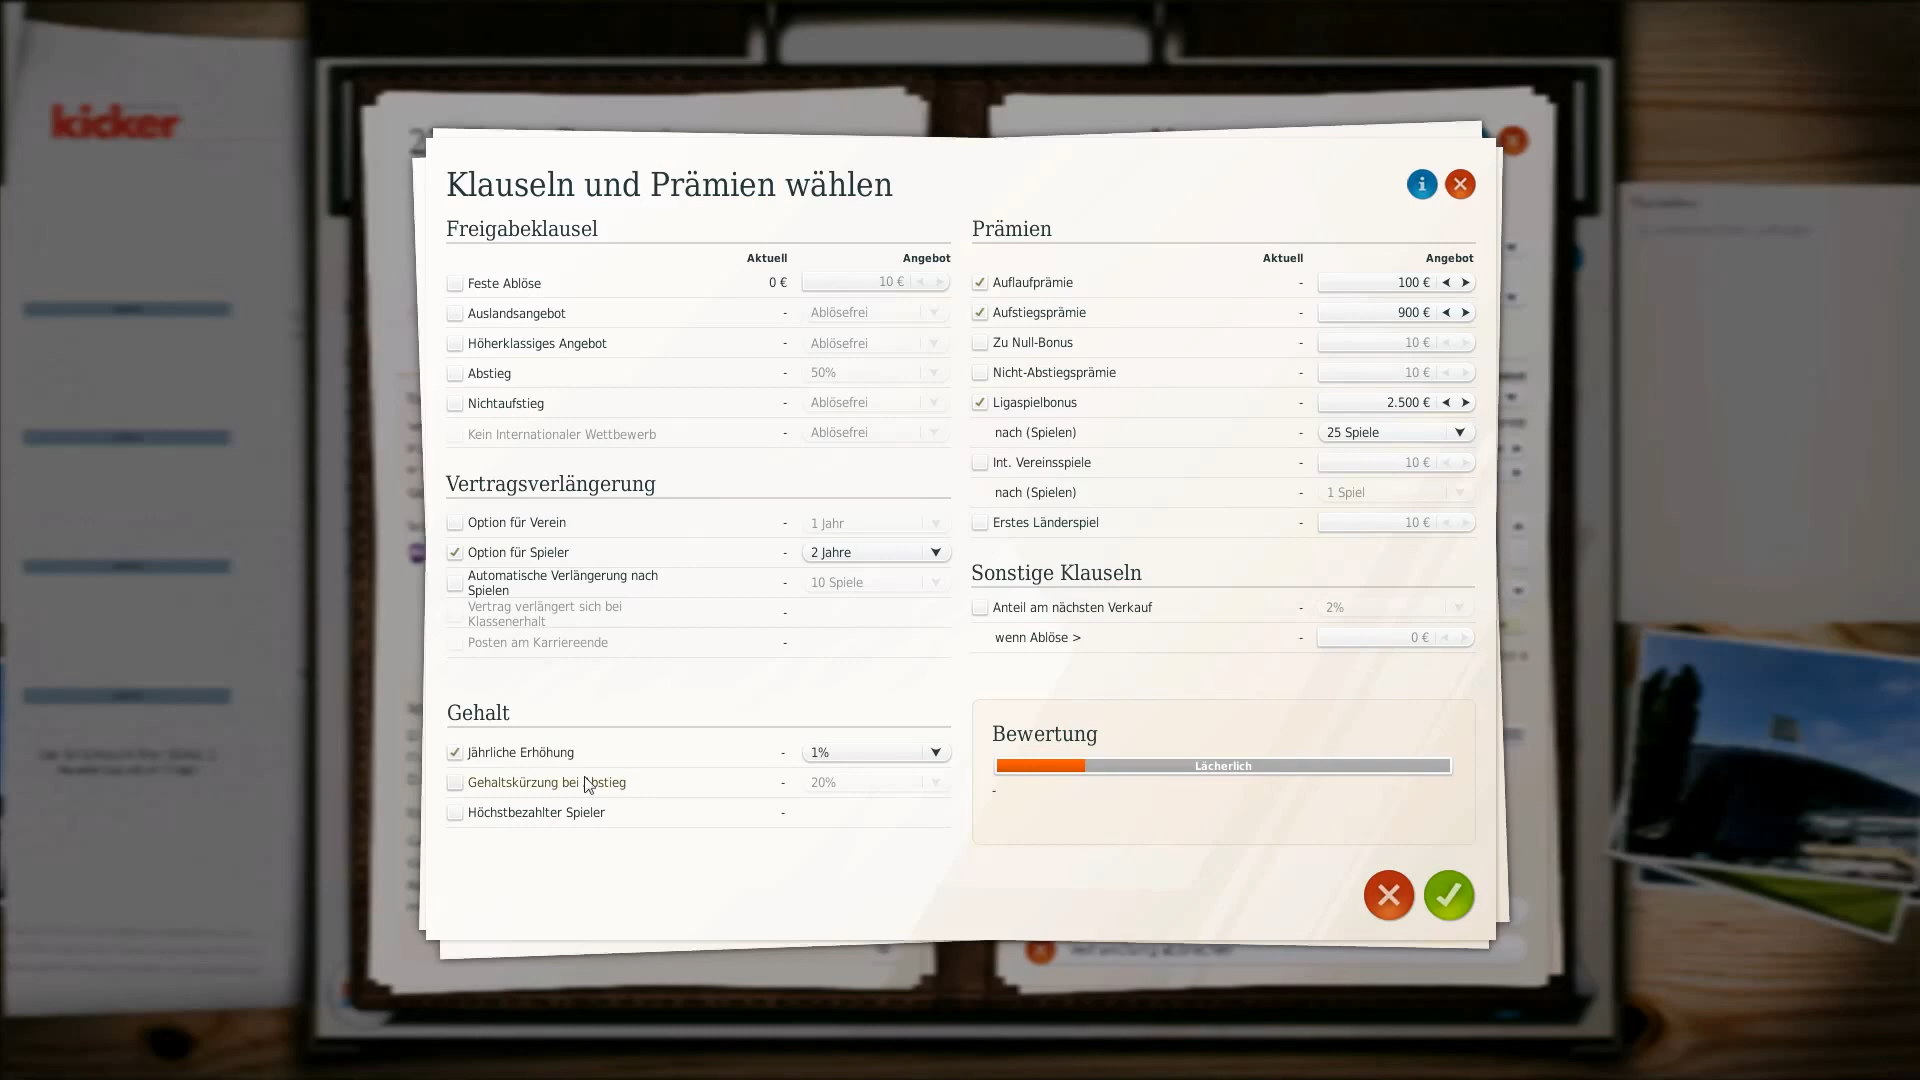 kicker
Klauseln und Prämien wählen
Freigabeklausel
Aktuell Angebot
Feste Ablöse 0 € 10 €
Auslandsangebot - Ablösefrei
Höherklassiges Angebot - Ablösefrei
Abstieg - 50%
Nichtaufstieg - Ablösefrei
Kein Internationaler Wettbewerb - Ablösefrei
Vertragsverlängerung
Option für Verein - 1 Jahr
Option für Spieler - 2 Jahre
Automatische Verlängerung nach
Spielen - 10 Spiele
Vertrag verlängert sich bei
Klassenerhalt -
Posten am Karriereende -
Gehalt
Jährliche Erhöhung - 1%
Gehaltskürzung bei Abstieg - 20%
Höchstbezahlter Spieler -
Prämien
Aktuell Angebot
Auflaufprämie - 100 €
Aufstiegsprämie - 900 €
Zu Null-Bonus - 10 €
Nicht-Abstiegsprämie - 10 €
Ligaspielbonus - 2.500 €
nach (Spielen) - 25 Spiele
Int. Vereinsspiele - 10 €
nach (Spielen) - 1 Spiel
Erstes Länderspiel - 10 €
Sonstige Klauseln
Anteil am nächsten Verkauf - 2%
wenn Ablöse > - 0 €
Bewertung
Lächerlich
-